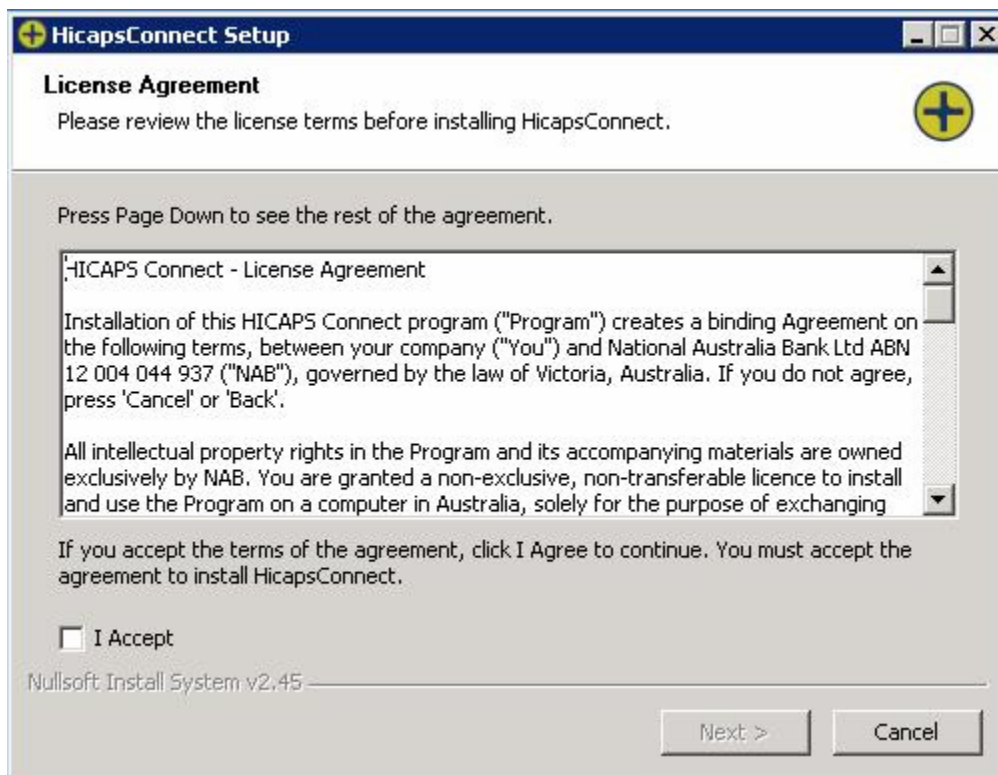 HicapsConnect Setup
License Agreement
Please review the license terms before installing HicapsConnect.
Press Page Down to see the rest of the agreement.
HICAPS Connect - License Agreement
Installation of this HICAPS Connect program ("Program") creates a binding Agreement on
the following terms, between your company ("You") and National Australia Bank Ltd ABN
12 004 044 937 ("NAB"), governed by the law of Victoria, Australia. If you do not agree,
press 'Cancel' or 'Back'.
All intellectual property rights in the Program and its accompanying materials are owned
exclusively by NAB. You are granted a non-exclusive, non-transferable licence to install
and use the Program on a computer in Australia, solely for the purpose of exchanging
If you accept the terms of the agreement, click I Agree to continue. You must accept the
agreement to install HicapsConnect.
I Accept
Nullsoft Install System v2.45
Next >
Cancel